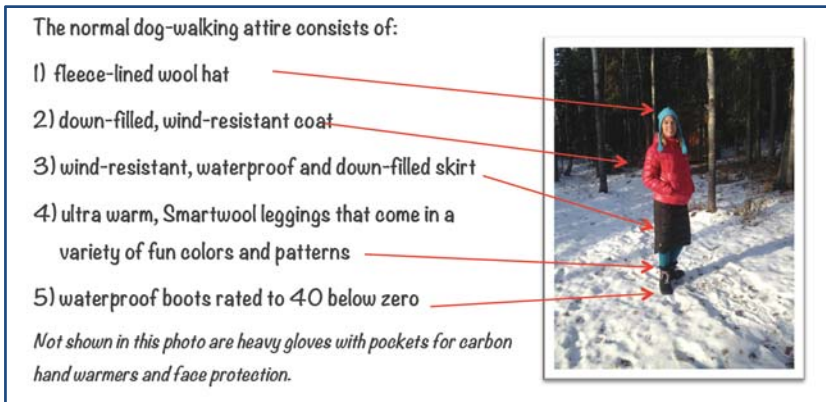 The normal dog-walking attire consists of:
1) fleece-lined wool hat
2) down-filled, wind-resistant coat
3) wind-resistant, waterproof and down-filled skirt
4) ultra warm, Smartwool leggings that come in a
variety of fun colors and patterns
5) waterproof boots rated to 40 below zero
Not shown in this photo are heavy gloves with pockets for carbon
hand warmers and face protection.